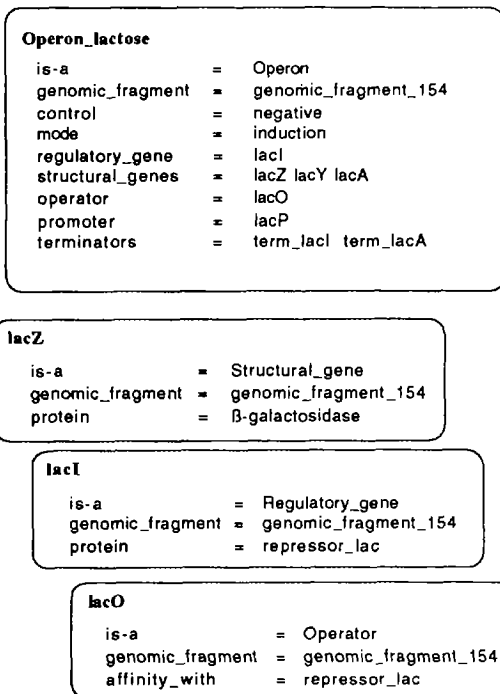 Operon_lactose
is-a = Operon
genomic_fragment = genomic_fragment_154
control = negative
mode = induction
regulatory_gene = lacI
structural_genes = lacZ lacY lacA
operator = lacO
promoter = lacP
terminators = term_lacI term_lacA
lacZ
is-a = Structural_gene
genomic_fragment = genomic_fragment_154
protein = ß-galactosidase
lacI
is-a = Regulatory_gene
genomic_fragment = genomic_fragment_154
protein = repressor_lac
lacO
is-a = Operator
genomic_fragment = genomic_fragment_154
affinity_with = repressor_lac